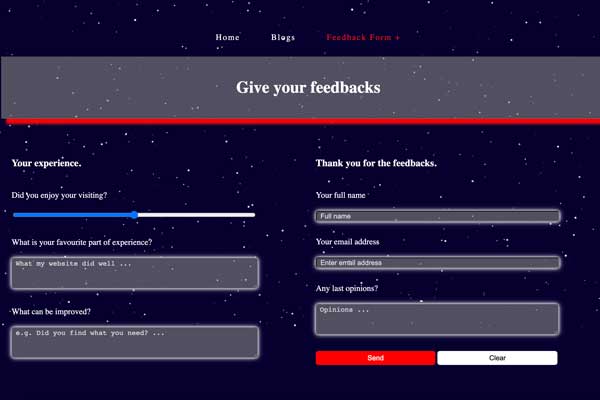 Home Blogs Feedback Form +
Give your feedbacks
Your experience.
Did you enjoy your visiting?
What is your favourite part of experience?
What my website did well ...
What can be improved?
e.g. Did you find what you need? ...
Thank you for the feedbacks.
Your full name
Full name
Your email address
Enter email address
Any last opinions?
Opinions ...
Send Clear